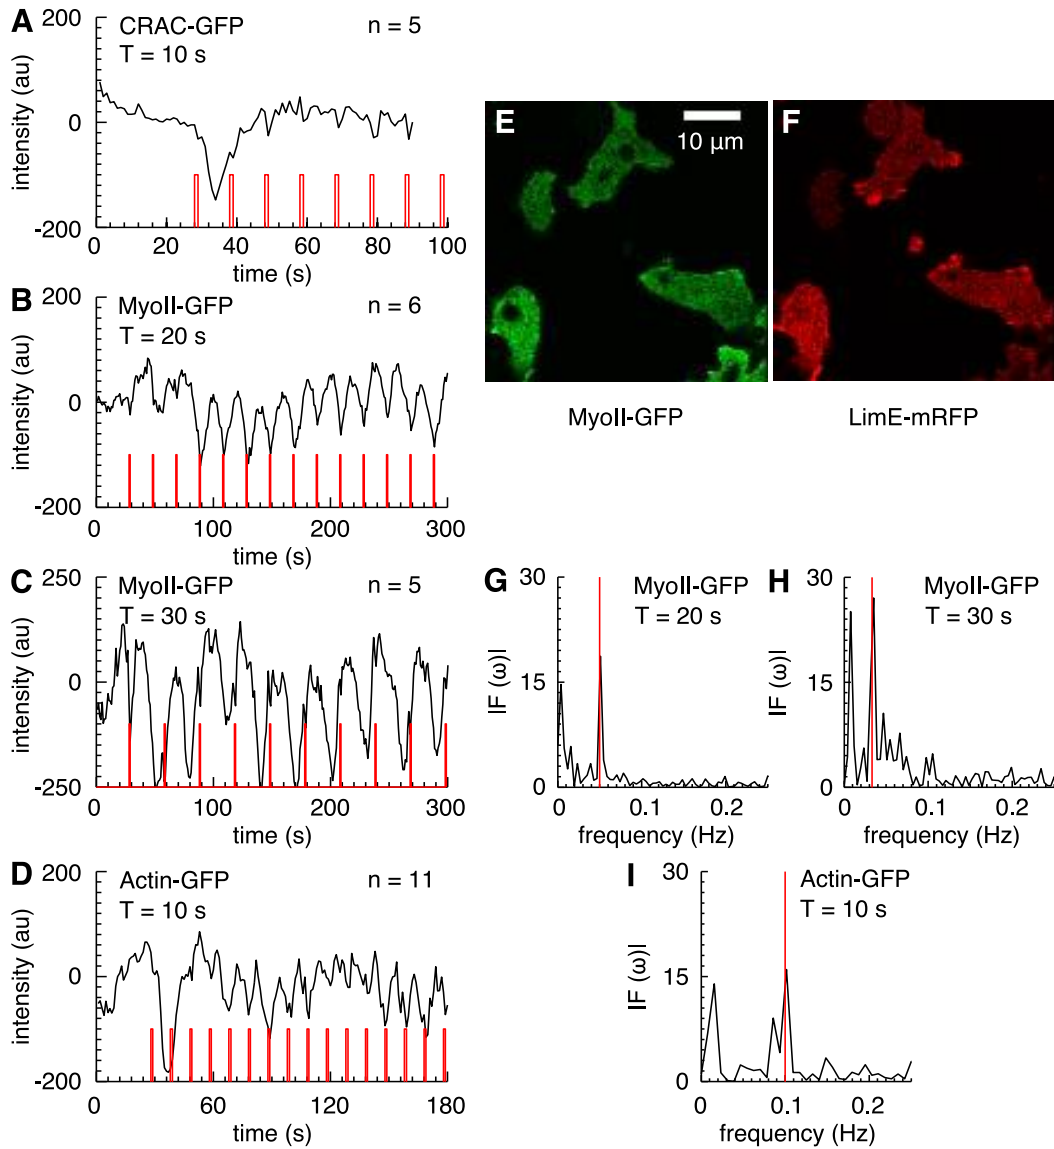 A
CRAC-GFP
n = 5
T = 10 s
intensity (au)
200
0
-200
0 20 40 60 80 100
time (s)
B
MyoII-GFP
n = 6
T = 20 s
intensity (au)
200
0
-200
0 100 200 300
time (s)
E
10 µm
F
MyoII-GFP
LimE-mRFP
C
MyoII-GFP
n = 5
T = 30 s
intensity (au)
250
0
-250
0 100 200 300
time (s)
G
MyoII-GFP
T = 20 s
|F (ω)|
30
15
0
0 0.1 0.2
frequency (Hz)
H
MyoII-GFP
T = 30 s
|F (ω)|
30
15
0
0 0.1 0.2
frequency (Hz)
D
Actin-GFP
n = 11
T = 10 s
intensity (au)
200
0
-200
0 60 120 180
time (s)
I
Actin-GFP
T = 10 s
|F (ω)|
30
15
0
0 0.1 0.2
frequency (Hz)